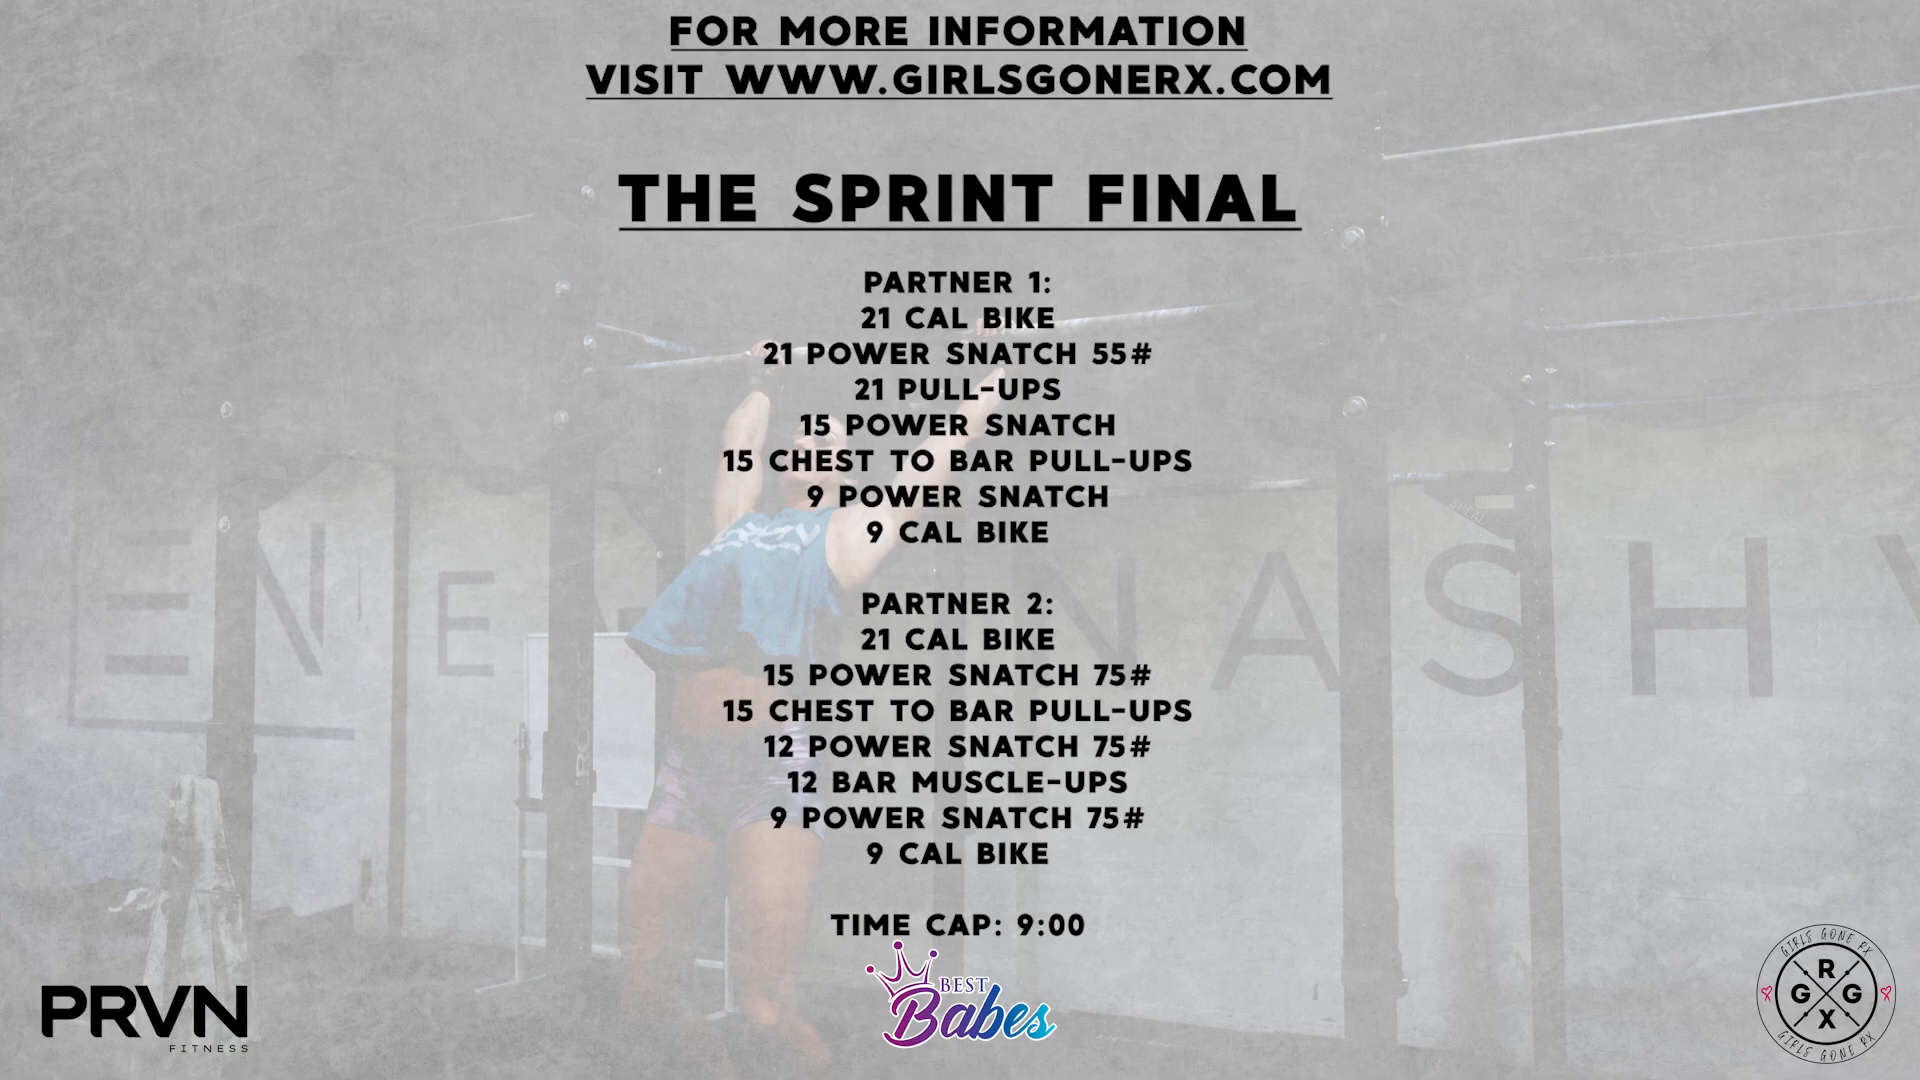 FOR MORE INFORMATION
VISIT WWW.GIRLSGONERX.COM
THE SPRINT FINAL
PARTNER 1:
21 CAL BIKE
21 POWER SNATCH 55#
21 PULL-UPS
15 POWER SNATCH
15 CHEST TO BAR PULL-UPS
9 POWER SNATCH
9 CAL BIKE
PARTNER 2:
21 CAL BIKE
15 POWER SNATCH 75#
15 CHEST TO BAR PULL-UPS
12 POWER SNATCH 75#
12 BAR MUSCLE-UPS
9 POWER SNATCH 75#
9 CAL BIKE
TIME CAP: 9:00
PRVN
FITNESS
BEST
Babes
GIRLS GONE RX
R
G G
X
GIRLS GONE RX